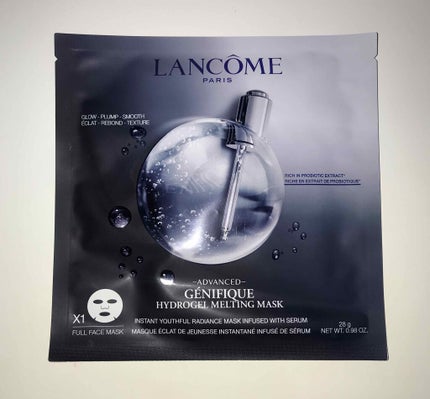 LANCÔME
PARIS
GLOW - PLUMP - SMOOTH
ÉCLAT - REBOND - TEXTURE
RICH IN PROBIOTIC EXTRACT*
RICHE EN EXTRAIT DE PROBIOTIQUE*
-ADVANCED-
GÉNIFIQUE
HYDROGEL MELTING MASK
X1
FULL FACE MASK
INSTANT YOUTHFUL RADIANCE MASK INFUSED WITH SERUM
MASQUE ÉCLAT DE JEUNESSE INSTANTANÉ INFUSÉ DE SÉRUM
28 g
NET WT. 0.98 OZ.